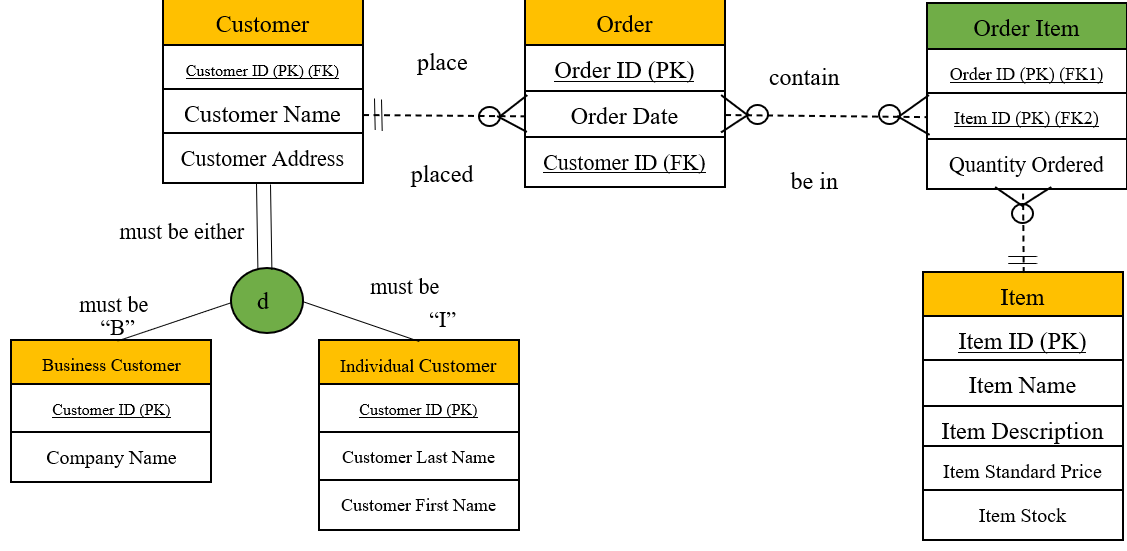 Customer
Customer ID (PK) (FK)
Customer Name
Customer Address
place
placed
Order
Order ID (PK)
Order Date
Customer ID (FK)
contain
be in
Order Item
Order ID (PK) (FK1)
Item ID (PK) (FK2)
Quantity Ordered
must be either
d
must be
“B”
must be
“I”
Business Customer
Customer ID (PK)
Company Name
Individual Customer
Customer ID (PK)
Customer Last Name
Customer First Name
Item
Item ID (PK)
Item Name
Item Description
Item Standard Price
Item Stock